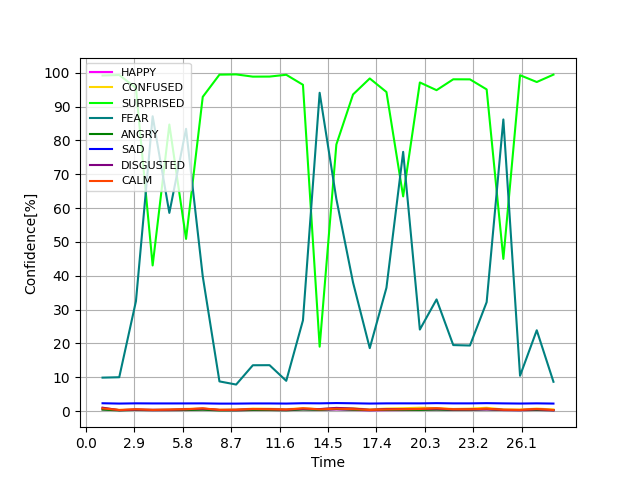 HAPPY
CONFUSED
SURPRISED
FEAR
ANGRY
SAD
DISGUSTED
CALM
100
90
80
70
60
50
40
30
20
10
0
Confidence[%]
0.0 2.9 5.8 8.7 11.6 14.5 17.4 20.3 23.2 26.1
Time